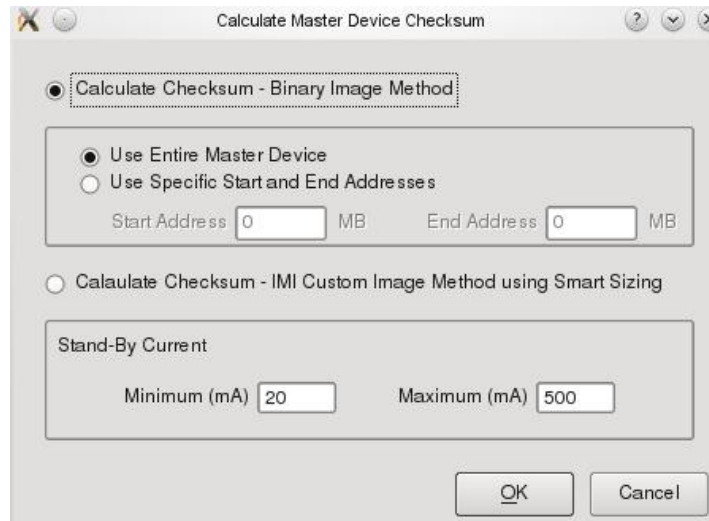 Calculate Master Device Checksum
Calculate Checksum - Binary Image Method
Use Entire Master Device
Use Specific Start and End Addresses
Start Address 0 MB End Address 0 MB
Calaulate Checksum - IMI Custom Image Method using Smart Sizing
Stand-By Current
Minimum (mA) 20 Maximum (mA) 500
OK Cancel